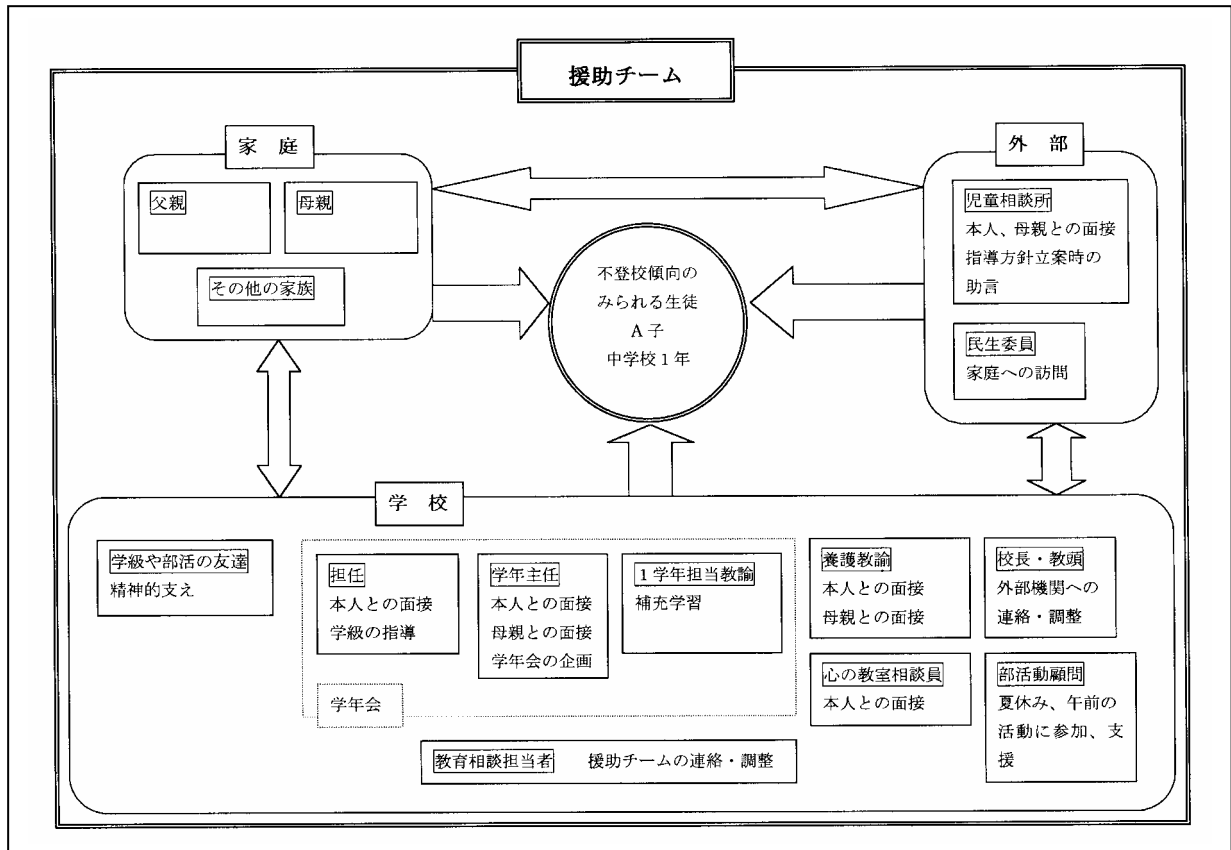 援助チーム
家 庭
父親
母親
その他の家族
外 部
児童相談所
本人、母親との面接
指導方針立案時の
助言
民生委員
家庭への訪問
不登校傾向の
みられる生徒
A子
中学校1年
学 校
学級や部活の友達
精神的支え
担任
本人との面接
学級の指導
学年主任
本人との面接
母親との面接
学年会の企画
1学年担当教諭
補充学習
学年会
養護教諭
本人との面接
母親との面接
校長・教頭
外部機関への
連絡・調整
心の教室相談員
本人との面接
部活動顧問
夏休み、午前の
活動に参加、支
援
教育相談担当者 援助チームの連絡・調整